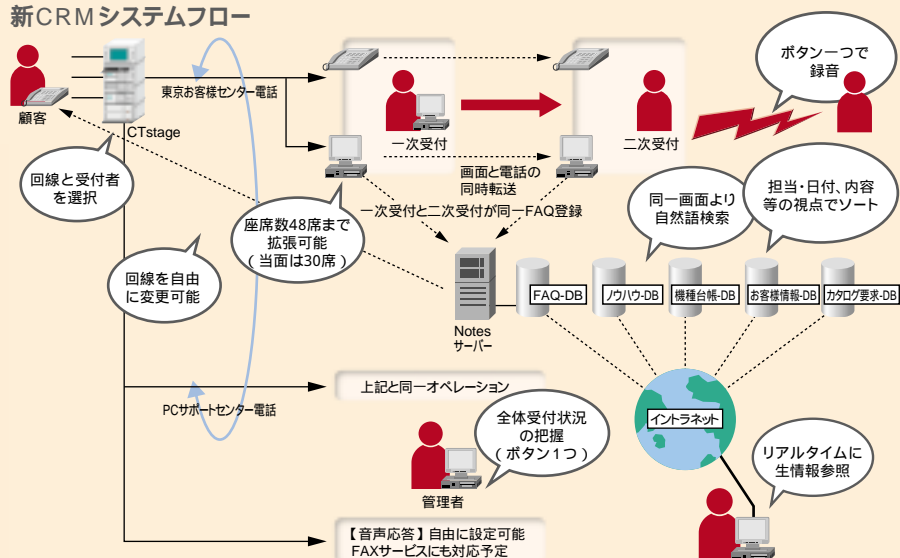 新CRMシステムフロー
顧客
CTstage
東京お客様センター電話
一次受付
二次受付
ボタン一つで
録音
回線と受付者
を選択
画面と電話の
同時転送
一次受付と二次受付が同一FAQ登録
座席数48席まで
拡張可能
(当面は30席)
同一画面より
自然語検索
担当・日付、内容
等の視点でソート
回線を自由
に変更可能
Notes
サーバー
FAQ-DB
ノウハウ-DB
機種台帳-DB
お客様情報-DB
カタログ要求-DB
上記と同一オペレーション
PCサポートセンター電話
全体受付状況
の把握
(ボタン1つ)
管理者
イントラネット
リアルタイムに
生情報参照
【音声応答】自由に設定可能
FAXサービスにも対応予定